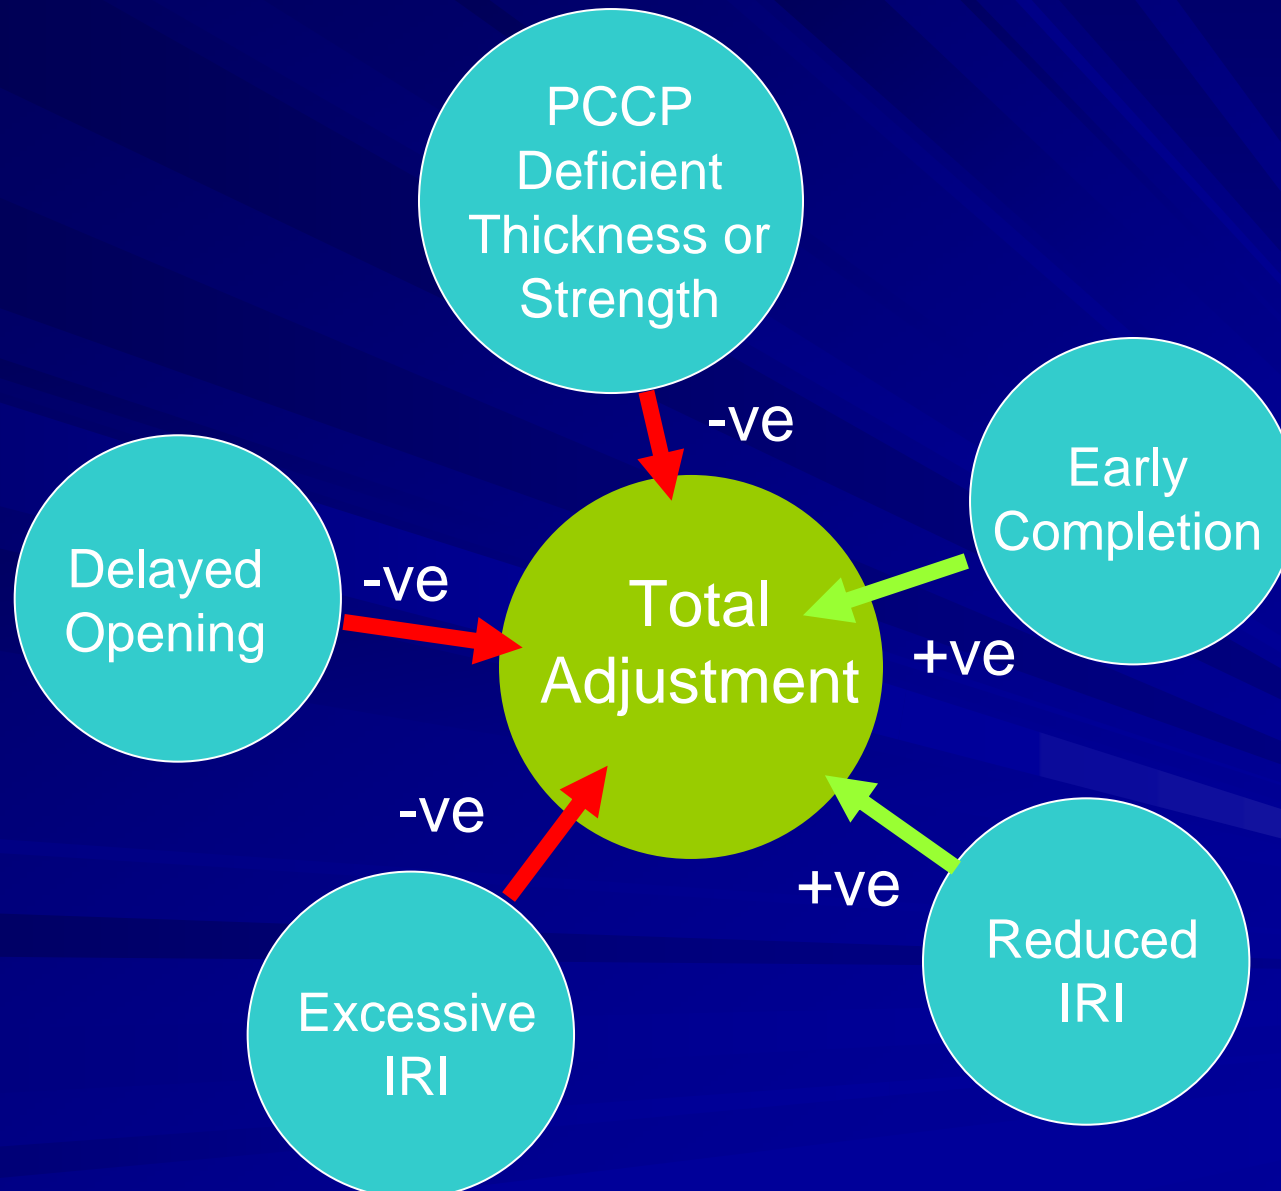 PCCP
Deficient
Thickness or
Strength
-ve
Early
Completion
+ve
Delayed
Opening
-ve
Total
Adjustment
-ve
+ve
Excessive
IRI
Reduced
IRI